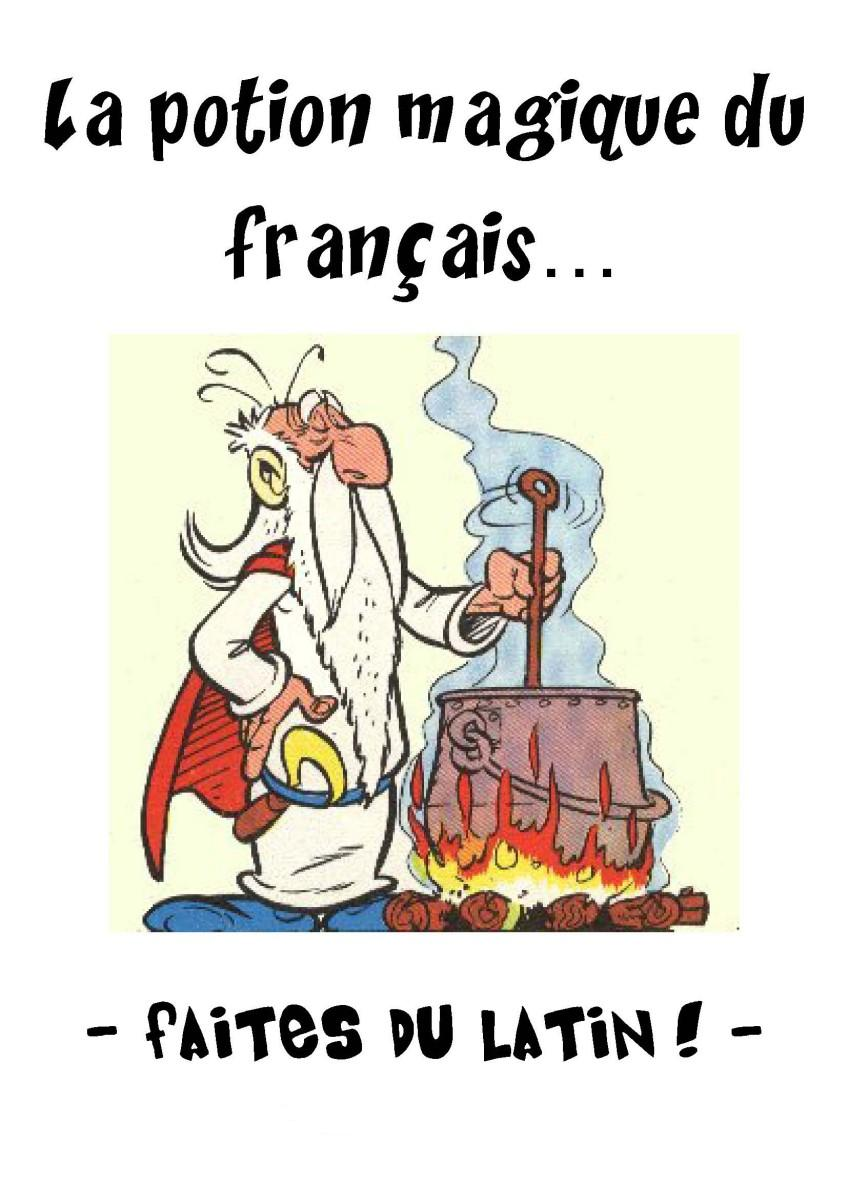 La potion magique du
français...
- FAITES DU LATIN ! -